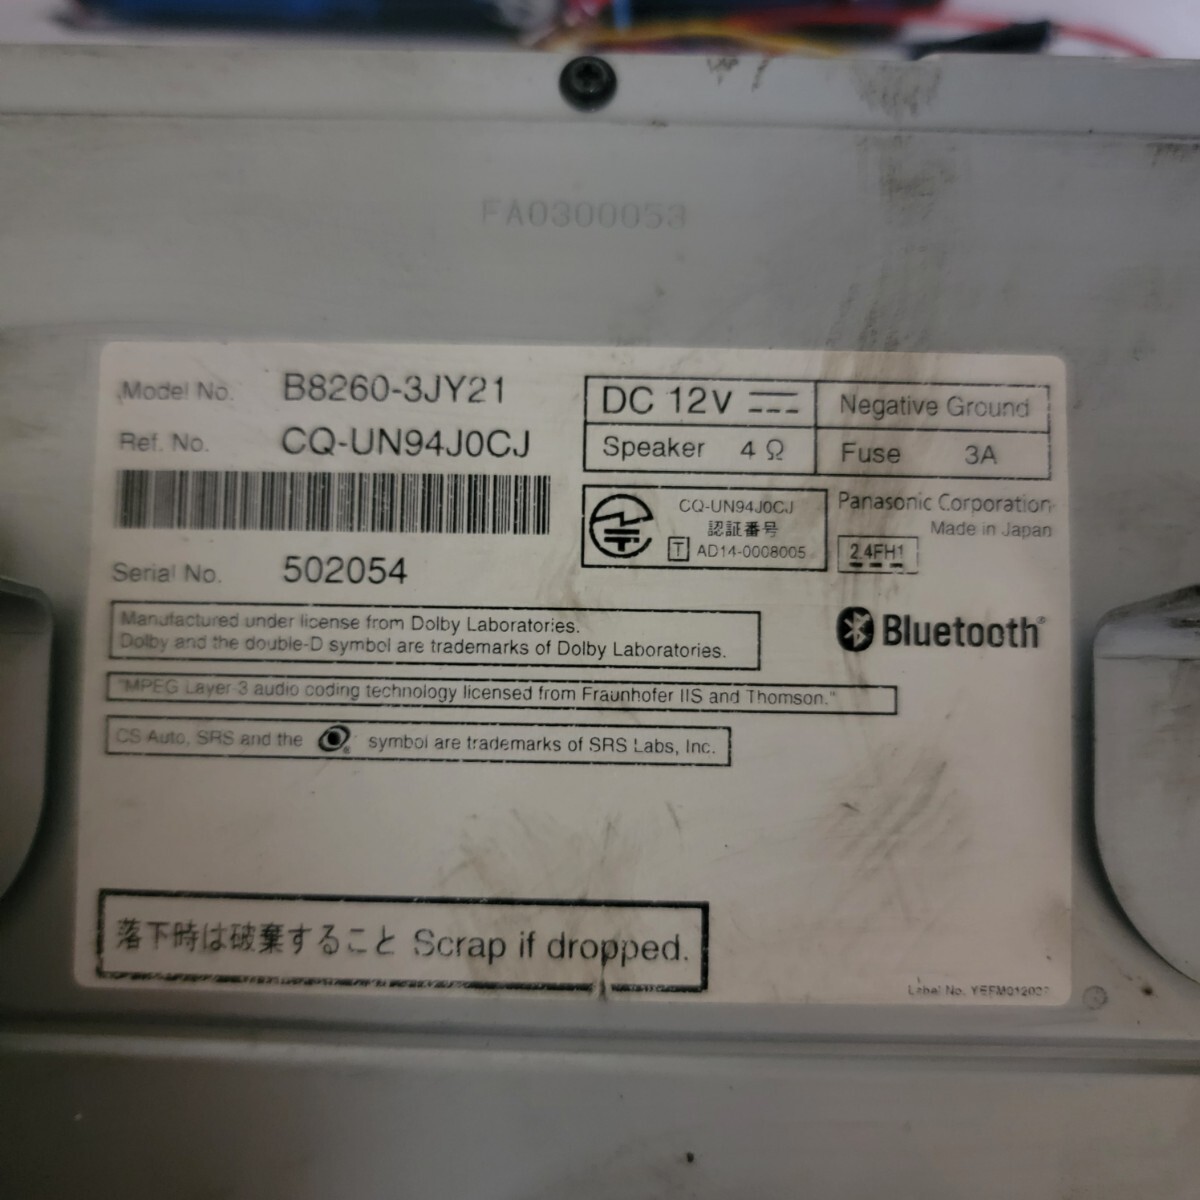 FA0300053
Model No. B8260-3JY21
Ref. No. CQ-UN94J0CJ
Serial No. 502054
DC 12V
Negative Ground
Speaker 4 Ω
Fuse 3A
CQ-UN94J0CJ
認証番号
T AD14-0008005
Panasonic Corporation
Made in Japan
2.4FH1
Bluetooth®
Manufactured under license from Dolby Laboratories.
Dolby and the double-D symbol are trademarks of Dolby Laboratories.
"MPEG Layer-3 audio coding technology licensed from Fraunhofer IIS and Thomson."
CS Auto, SRS and the ® symbol are trademarks of SRS Labs, Inc.
落下時は破棄すること Scrap if dropped.
Label No.